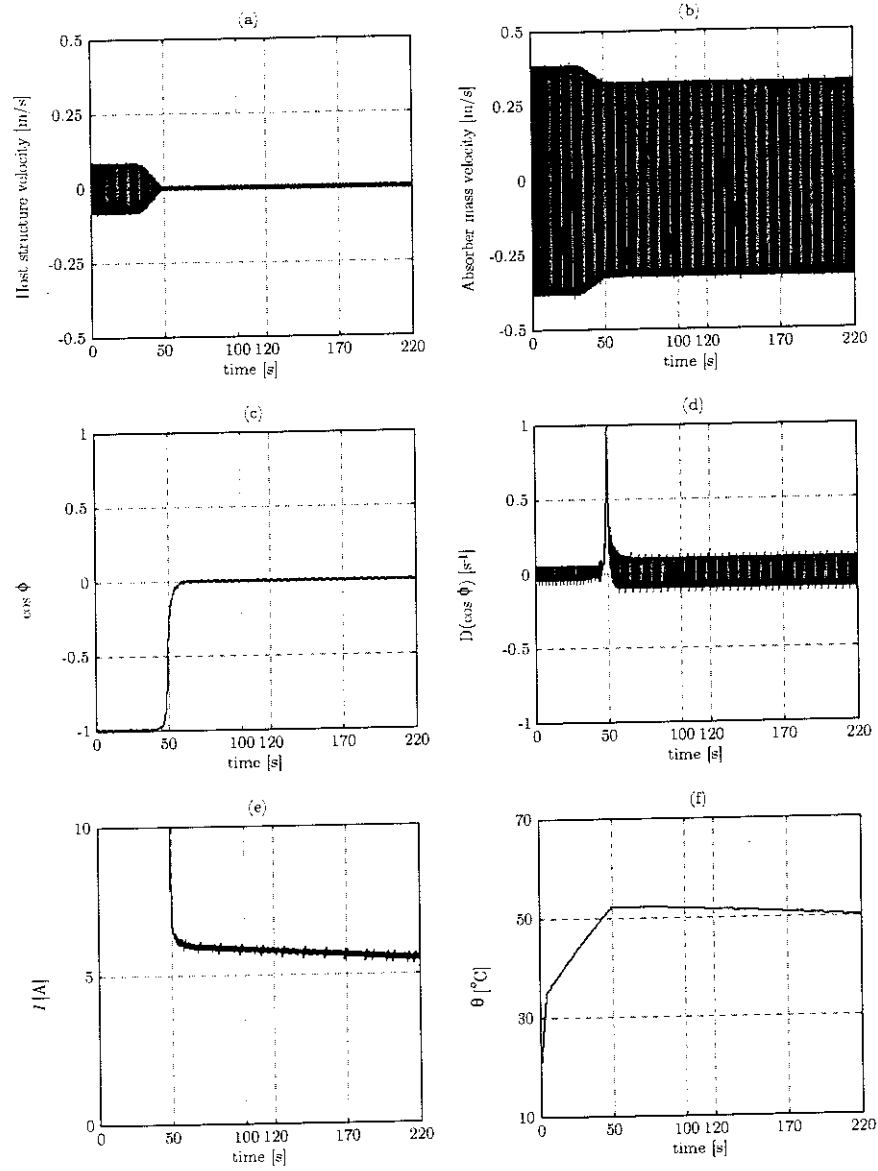 (a)
Host structure velocity [m/s]
0.5
0.25
0
-0.25
-0.5
0 50 100 120 170 220
time [s]
(b)
Absorber mass velocity [m/s]
0.5
0.25
0
-0.25
-0.5
0 50 100 120 170 220
time [s]
(c)
cos ϕ
1
0.5
0
-0.5
-1
0 50 100 120 170 220
time [s]
(d)
D(cos ϕ) [s⁻¹]
1
0.5
0
-0.5
-1
0 50 100 120 170 220
time [s]
(e)
I [A]
10
5
0
0 50 100 120 170 220
time [s]
(f)
θ [°C]
70
50
30
10
0 50 100 120 170 220
time [s]